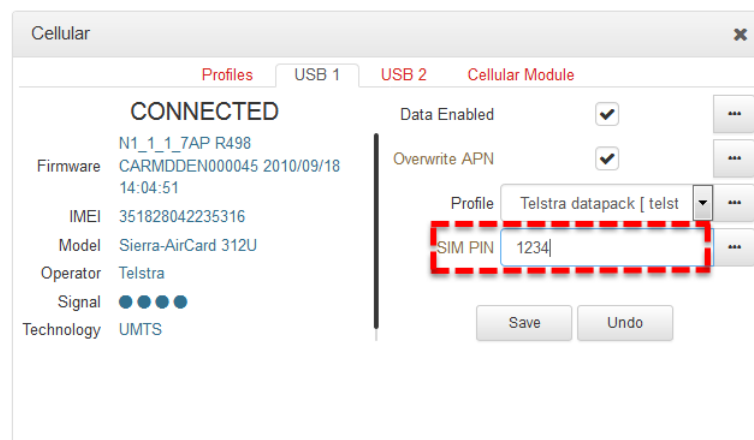 Cellular
Profiles USB 1 USB 2 Cellular Module
CONNECTED
Firmware N1_1_1_7AP R498
CARMDDEN000045 2010/09/18
14:04:51
IMEI 351828042235316
Model Sierra-AirCard 312U
Operator Telstra
Signal
Technology UMTS
Data Enabled
Overwrite APN
Profile Telstra datapack [ telst
SIM PIN 1234
Save Undo